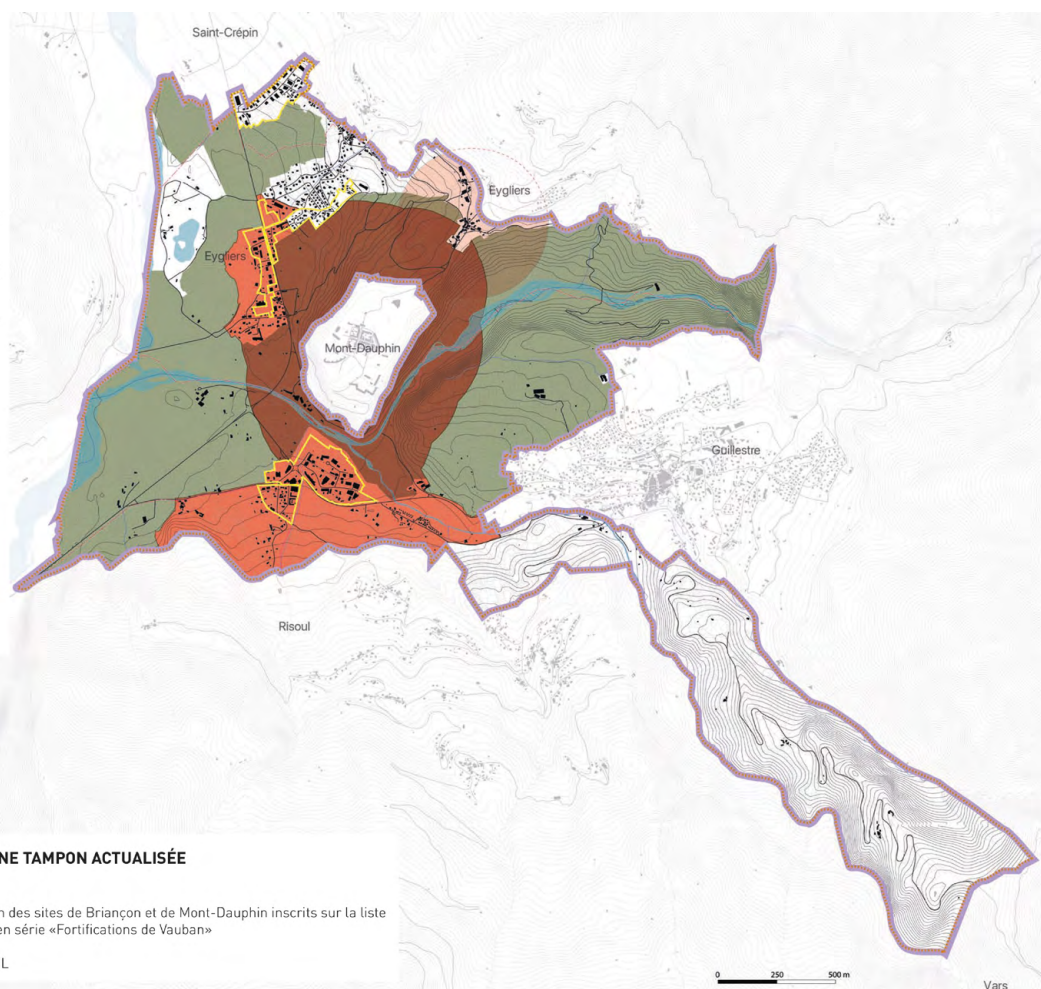 Saint-Crépin
Eygliers
Eygliers
Mont-Dauphin
Guillestre
Risoul
NE TAMPON ACTUALISÉE
n des sites de Briançon et de Mont-Dauphin inscrits sur la liste
en série «Fortifications de Vauban»
L
0 250 500 m
Vars